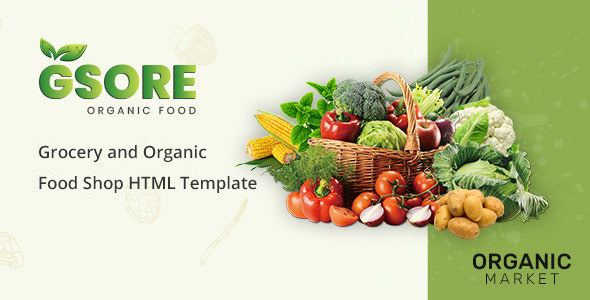 GSORE
ORGANIC FOOD
Grocery and Organic
Food Shop HTML Template
ORGANIC
MARKET